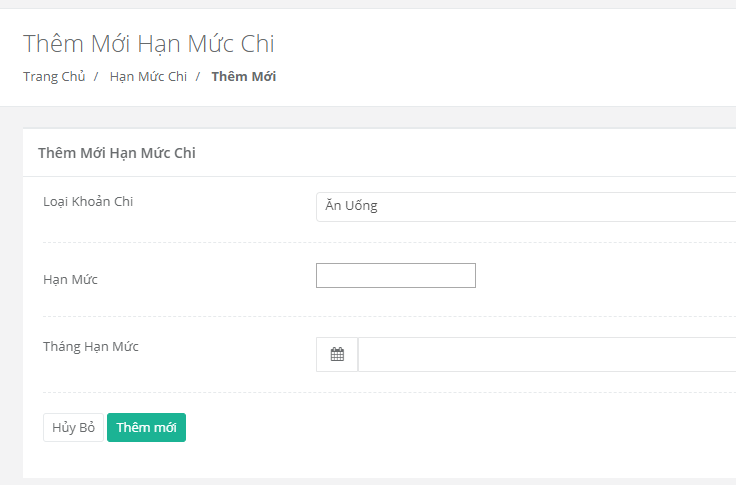 Thêm Mới Hạn Mức Chi
Trang Chủ / Hạn Mức Chi / Thêm Mới
Thêm Mới Hạn Mức Chi
Loại Khoản Chi
Ăn Uống
Hạn Mức
Tháng Hạn Mức
Hủy Bỏ Thêm mới